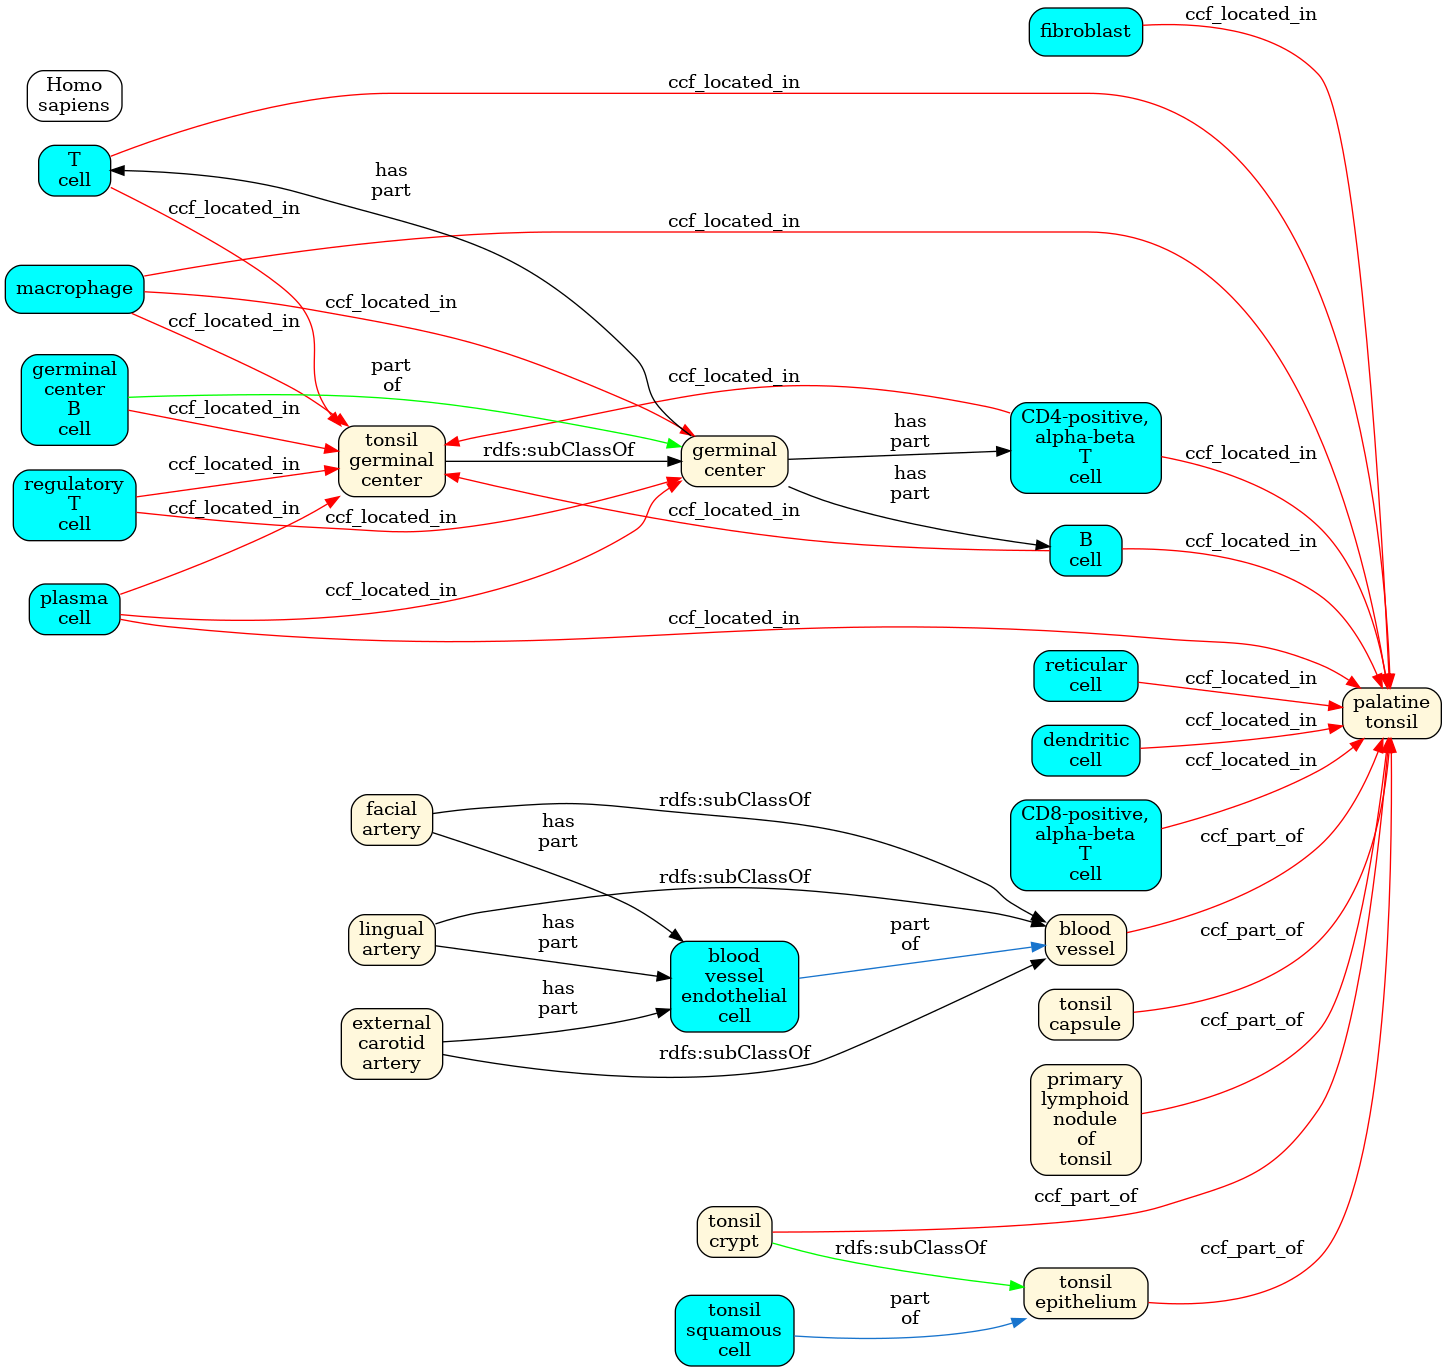 fibroblast
ccf_located_in
Homo
sapiens
ccf_located_in
T
cell
has
part
ccf_located_in
ccf_located_in
macrophage
ccf_located_in
ccf_located_in
germinal
center
B
cell
part
of
ccf_located_in
ccf_located_in
CD4-positive,
alpha-beta
T
cell
has
part
tonsil
germinal
center
rdfs:subClassOf
germinal
center
ccf_located_in
regulatory
T
cell
ccf_located_in
ccf_located_in
ccf_located_in
has
part
ccf_located_in
B
cell
ccf_located_in
plasma
cell
ccf_located_in
ccf_located_in
reticular
cell
ccf_located_in
palatine
tonsil
dendritic
cell
ccf_located_in
ccf_located_in
CD8-positive,
alpha-beta
T
cell
facial
artery
has
part
rdfs:subClassOf
ccf_part_of
rdfs:subClassOf
lingual
artery
has
part
part
of
blood
vessel
ccf_part_of
blood
vessel
endothelial
cell
external
carotid
artery
has
part
rdfs:subClassOf
tonsil
capsule
ccf_part_of
primary
lymphoid
nodule
of
tonsil
ccf_part_of
tonsil
crypt
rdfs:subClassOf
ccf_part_of
tonsil
epithelium
tonsil
squamous
cell
part
of